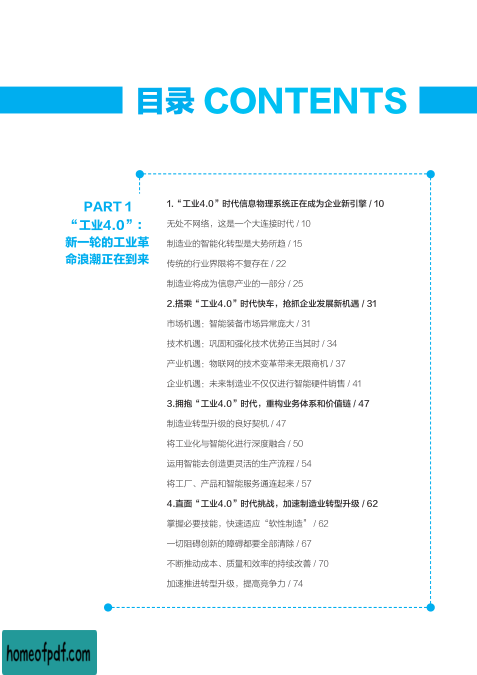 目录 CONTENTS
PART 1
“工业4.0”：
新一轮的工业革
命浪潮正在到来
1.“工业4.0”时代信息物理系统正在成为企业新引擎 / 10
无处不网络，这是一个大连接时代 / 10
制造业的智能化转型是大势所趋 / 15
传统的行业界限将不复存在 / 22
制造业将成为信息产业的一部分 / 25
2.搭乘“工业4.0”时代快车，抢抓企业发展新机遇 / 31
市场机遇：智能装备市场异常庞大 / 31
技术机遇：巩固和强化技术优势正当其时 / 34
产业机遇：物联网的技术变革带来无限商机 / 37
企业机遇：未来制造业不仅仅进行智能硬件销售 / 41
3.拥抱“工业4.0”时代，重构业务体系和价值链 / 47
制造业转型升级的良好契机 / 47
将工业化与智能化进行深度融合 / 50
运用智能去创造更灵活的生产流程 / 54
将工厂、产品和智能服务通连起来 / 57
4.直面“工业4.0”时代挑战，加速制造业转型升级 / 62
掌握必要技能，快速适应“软性制造” / 62
一切阻碍创新的障碍都要全部清除 / 67
不断推动成本、质量和效率的持续改善 / 70
加速推进转型升级、提高竞争力 / 74
homeofpdf.com